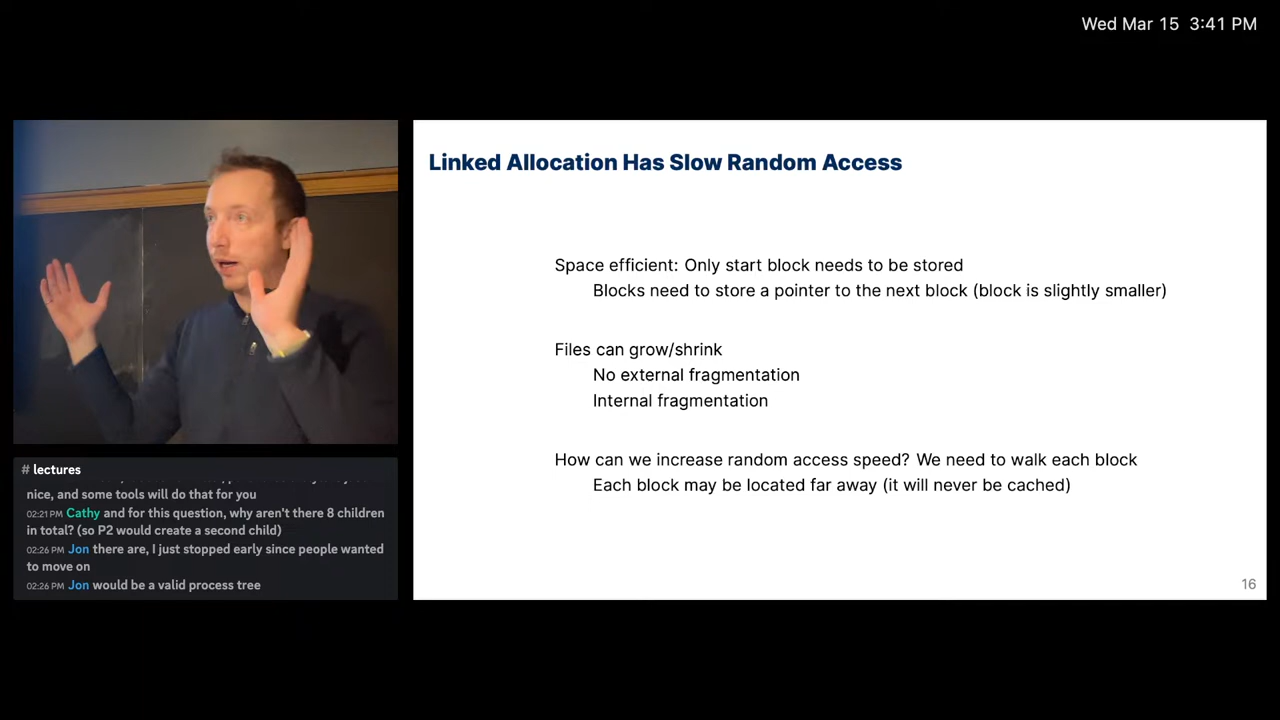 Wed Mar 15 3:41 PM
Linked Allocation Has Slow Random Access
Space efficient: Only start block needs to be stored
Blocks need to store a pointer to the next block (block is slightly smaller)
Files can grow/shrink
No external fragmentation
Internal fragmentation
How can we increase random access speed? We need to walk each block
Each block may be located far away (it will never be cached)
16
# lectures
nice, and some tools will do that for you
02:21 PM Cathy and for this question, why aren't there 8 children
in total? (so P2 would create a second child)
02:26 PM Jon there are, I just stopped early since people wanted
to move on
02:26 PM Jon would be a valid process tree